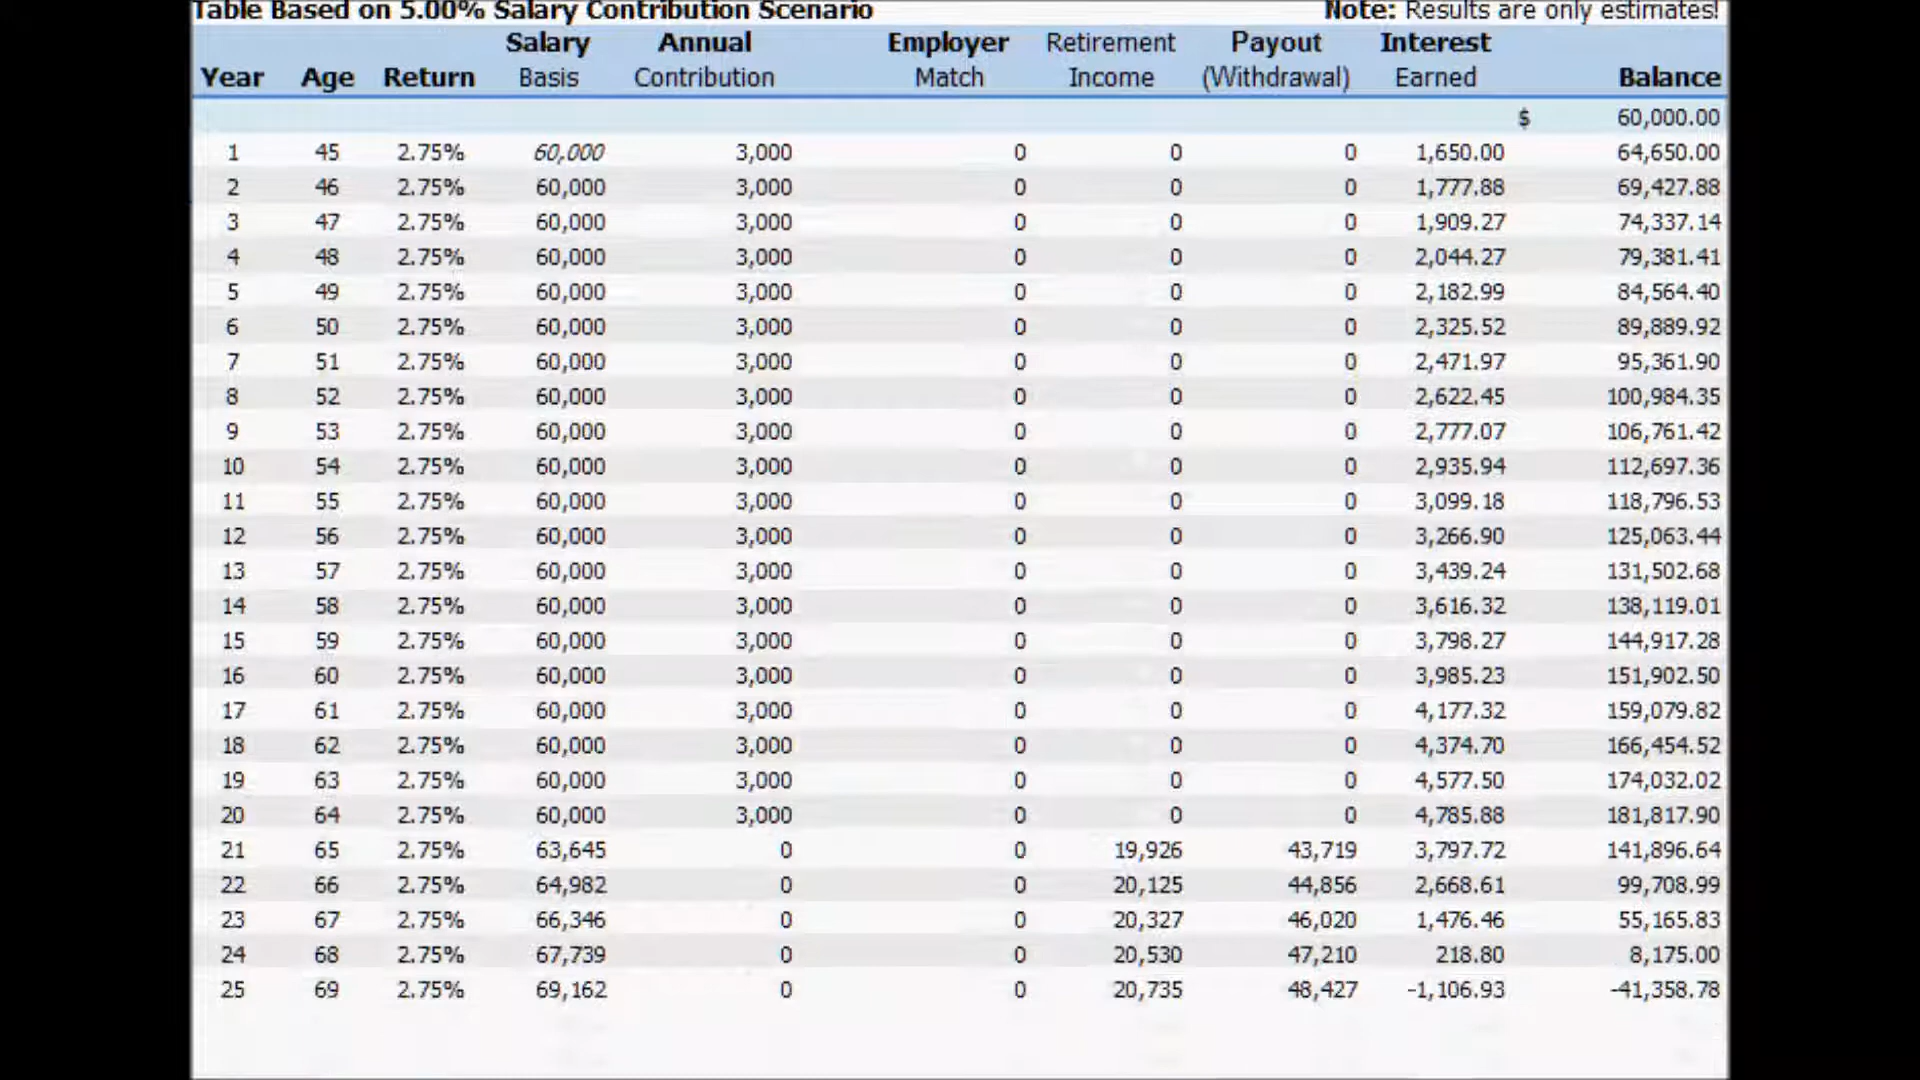 Table Based on 5.00% Salary Contribution Scenario Note: Results are only estimates!
Salary Annual Employer Retirement Payout Interest
Year Age Return Basis Contribution Match Income (Withdrawal) Earned Balance
$ 60,000.00
1 45 2.75% 60,000 3,000 0 0 0 1,650.00 64,650.00
2 46 2.75% 60,000 3,000 0 0 0 1,777.88 69,427.88
3 47 2.75% 60,000 3,000 0 0 0 1,909.27 74,337.14
4 48 2.75% 60,000 3,000 0 0 0 2,044.27 79,381.41
5 49 2.75% 60,000 3,000 0 0 0 2,182.99 84,564.40
6 50 2.75% 60,000 3,000 0 0 0 2,325.52 89,889.92
7 51 2.75% 60,000 3,000 0 0 0 2,471.97 95,361.90
8 52 2.75% 60,000 3,000 0 0 0 2,622.45 100,984.35
9 53 2.75% 60,000 3,000 0 0 0 2,777.07 106,761.42
10 54 2.75% 60,000 3,000 0 0 0 2,935.94 112,697.36
11 55 2.75% 60,000 3,000 0 0 0 3,099.18 118,796.53
12 56 2.75% 60,000 3,000 0 0 0 3,266.90 125,063.44
13 57 2.75% 60,000 3,000 0 0 0 3,439.24 131,502.68
14 58 2.75% 60,000 3,000 0 0 0 3,616.32 138,119.01
15 59 2.75% 60,000 3,000 0 0 0 3,798.27 144,917.28
16 60 2.75% 60,000 3,000 0 0 0 3,985.23 151,902.50
17 61 2.75% 60,000 3,000 0 0 0 4,177.32 159,079.82
18 62 2.75% 60,000 3,000 0 0 0 4,374.70 166,454.52
19 63 2.75% 60,000 3,000 0 0 0 4,577.50 174,032.02
20 64 2.75% 60,000 3,000 0 0 0 4,785.88 181,817.90
21 65 2.75% 63,645 0 0 19,926 43,719 3,797.72 141,896.64
22 66 2.75% 64,982 0 0 20,125 44,856 2,668.61 99,708.99
23 67 2.75% 66,346 0 0 20,327 46,020 1,476.46 55,165.83
24 68 2.75% 67,739 0 0 20,530 47,210 218.80 8,175.00
25 69 2.75% 69,162 0 0 20,735 48,427 -1,106.93 -41,358.78